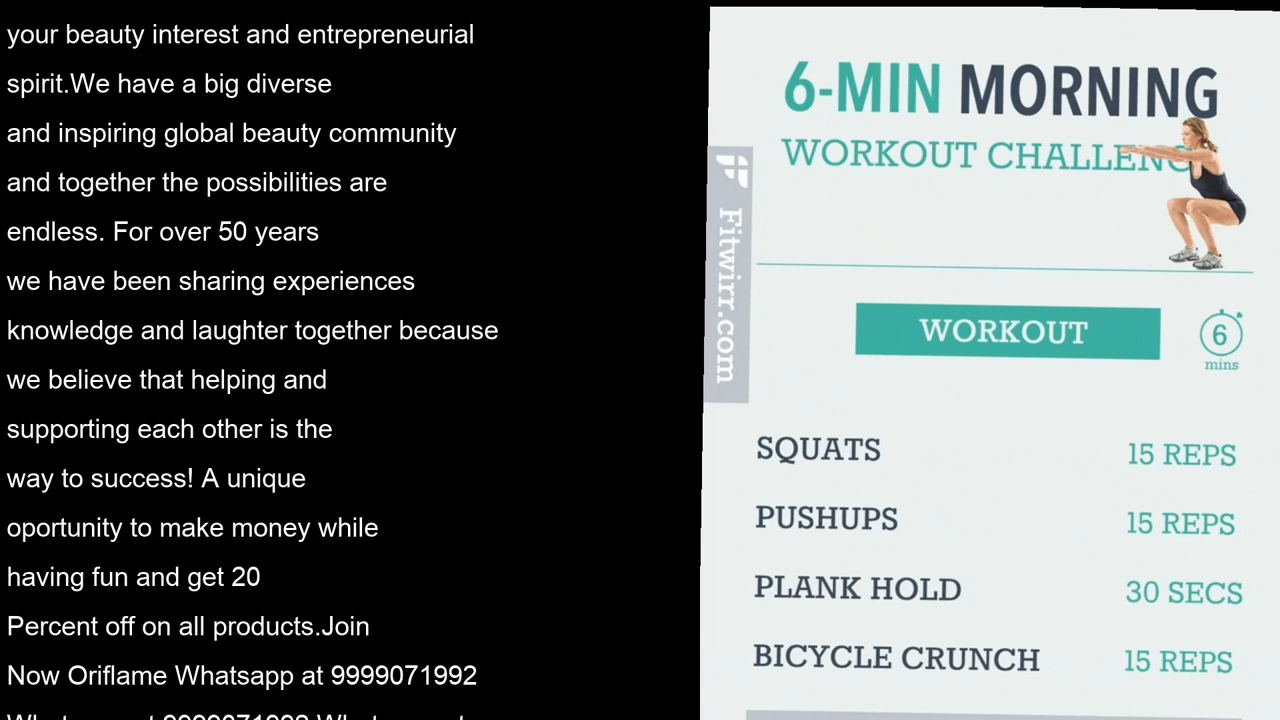 your beauty interest and entrepreneurial
spirit.We have a big diverse
and inspiring global beauty community
and together the possibilities are
endless. For over 50 years
we have been sharing experiences
knowledge and laughter together because
we believe that helping and
supporting each other is the
way to success! A unique
oportunity to make money while
having fun and get 20
Percent off on all products.Join
Now Oriflame Whatsapp at 9999071992
6-MIN MORNING
WORKOUT CHALLENG
Fitwirr.com
WORKOUT
6
mins
SQUATS 15 REPS
PUSHUPS 15 REPS
PLANK HOLD 30 SECS
BICYCLE CRUNCH 15 REPS